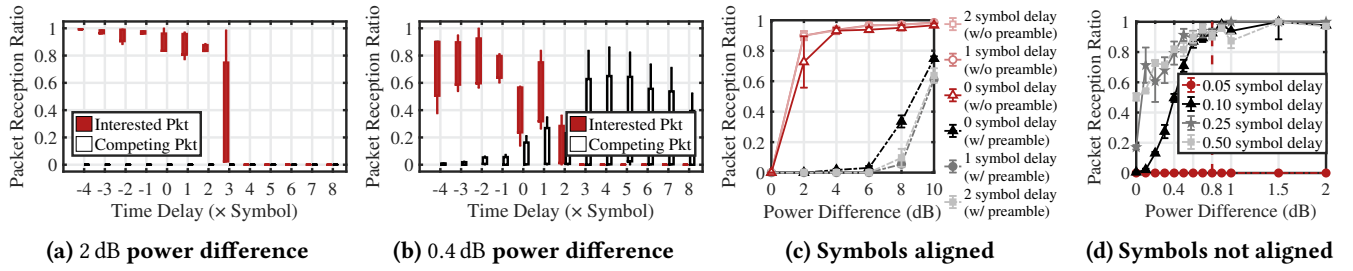 Packet Reception Ratio
1
0.8
0.6
0.4
0.2
0
Interested Pkt
Competing Pkt
-4 -3 -2 -1 0 1 2 3 4 5 6 7 8
Time Delay (× Symbol)
(a) 2 dB power difference
Packet Reception Ratio
1
0.8
0.6
0.4
0.2
0
Interested Pkt
Competing Pkt
-4 -3 -2 -1 0 1 2 3 4 5 6 7 8
Time Delay (× Symbol)
(b) 0.4 dB power difference
Packet Reception Ratio
1
0.8
0.6
0.4
0.2
0
0 2 4 6 8 10
Power Difference (dB)
2 symbol delay
(w/o preamble)
1 symbol delay
(w/o preamble)
0 symbol delay
(w/o preamble)
0 symbol delay
(w/ preamble)
1 symbol delay
(w/ preamble)
2 symbol delay
(w/ preamble)
(c) Symbols aligned
Packet Reception Ratio
1
0.8
0.6
0.4
0.2
0
0.05 symbol delay
0.10 symbol delay
0.25 symbol delay
0.50 symbol delay
0 0.4 0.8 1 1.5 2
Power Difference (dB)
(d) Symbols not aligned